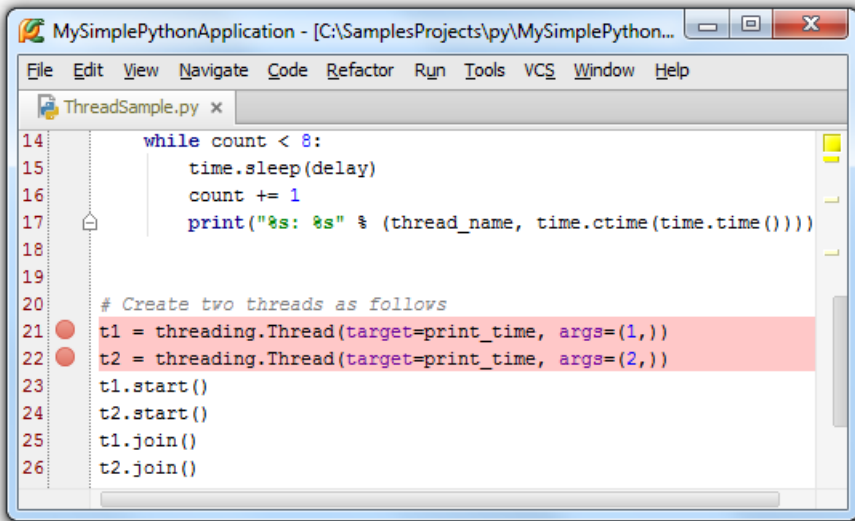 MySimplePythonApplication - [C:\SamplesProjects\py\MySimplePython...
File Edit View Navigate Code Refactor Run Tools VCS Window Help
ThreadSample.py
14 while count < 8:
15 time.sleep(delay)
16 count += 1
17 print("%s: %s" % (thread_name, time.ctime(time.time())))
18
19
20 # Create two threads as follows
21 t1 = threading.Thread(target=print_time, args=(1,))
22 t2 = threading.Thread(target=print_time, args=(2,))
23 t1.start()
24 t2.start()
25 t1.join()
26 t2.join()